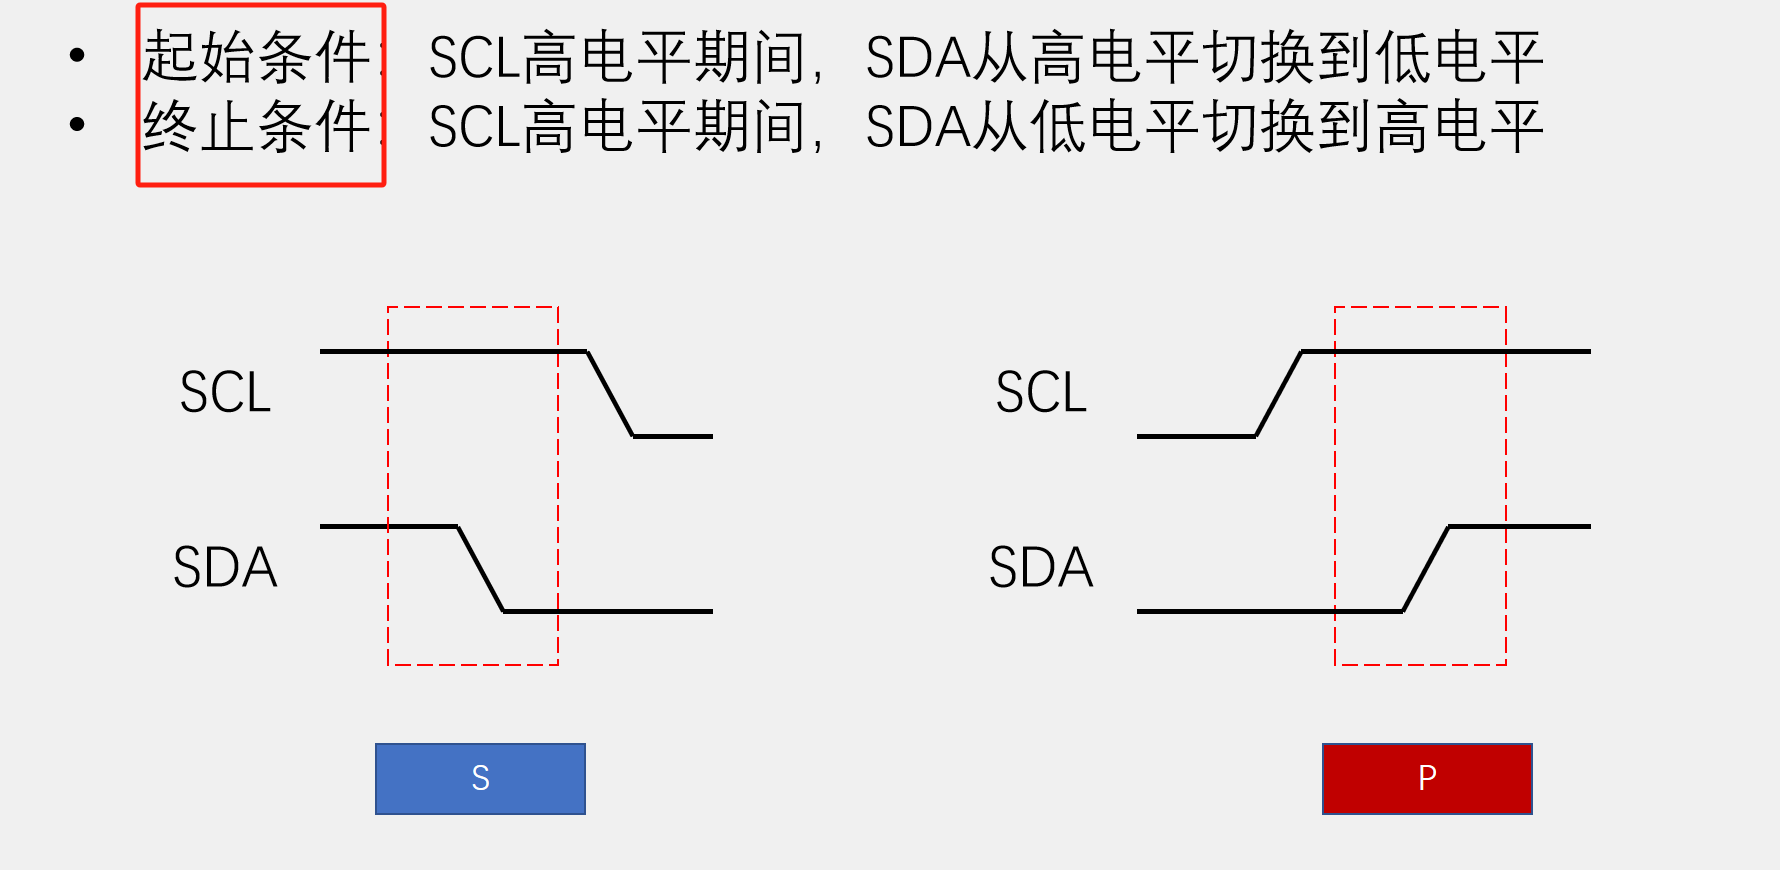 • 起始条件：SCL高电平期间，SDA从高电平切换到低电平
• 终止条件：SCL高电平期间，SDA从低电平切换到高电平
SCL SCL
SDA SDA
S P